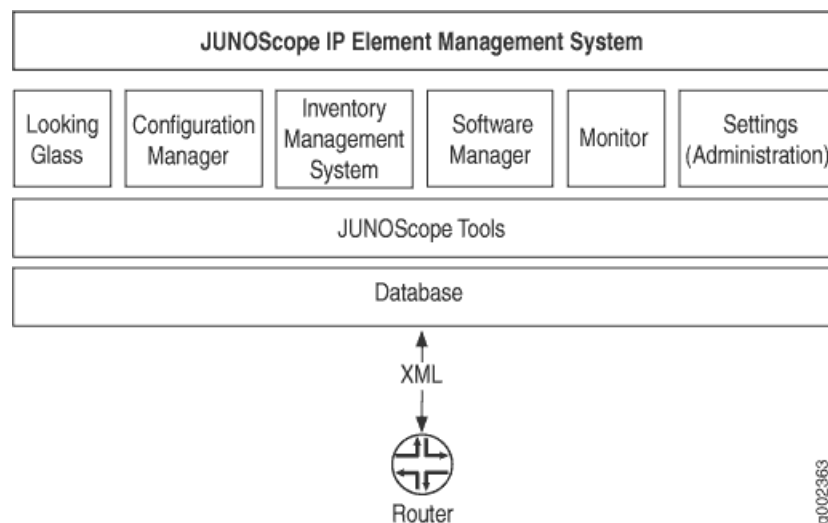 JUNOScope IP Element Management System
Looking
Glass
Configuration
Manager
Inventory
Management
System
Software
Manager
Monitor
Settings
(Administration)
JUNOScope Tools
Database
XML
Router
g002363